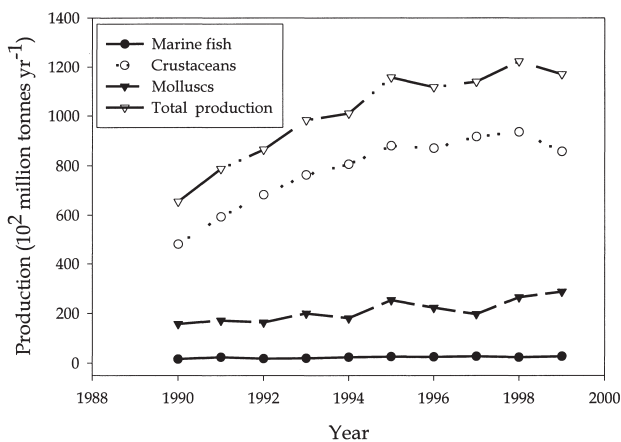 1400
1200
1000
800
600
400
200
0
Production (10² million tonnes yr⁻¹)
Marine fish
Crustaceans
Molluscs
Total production
1988 1990 1992 1994 1996 1998 2000
Year